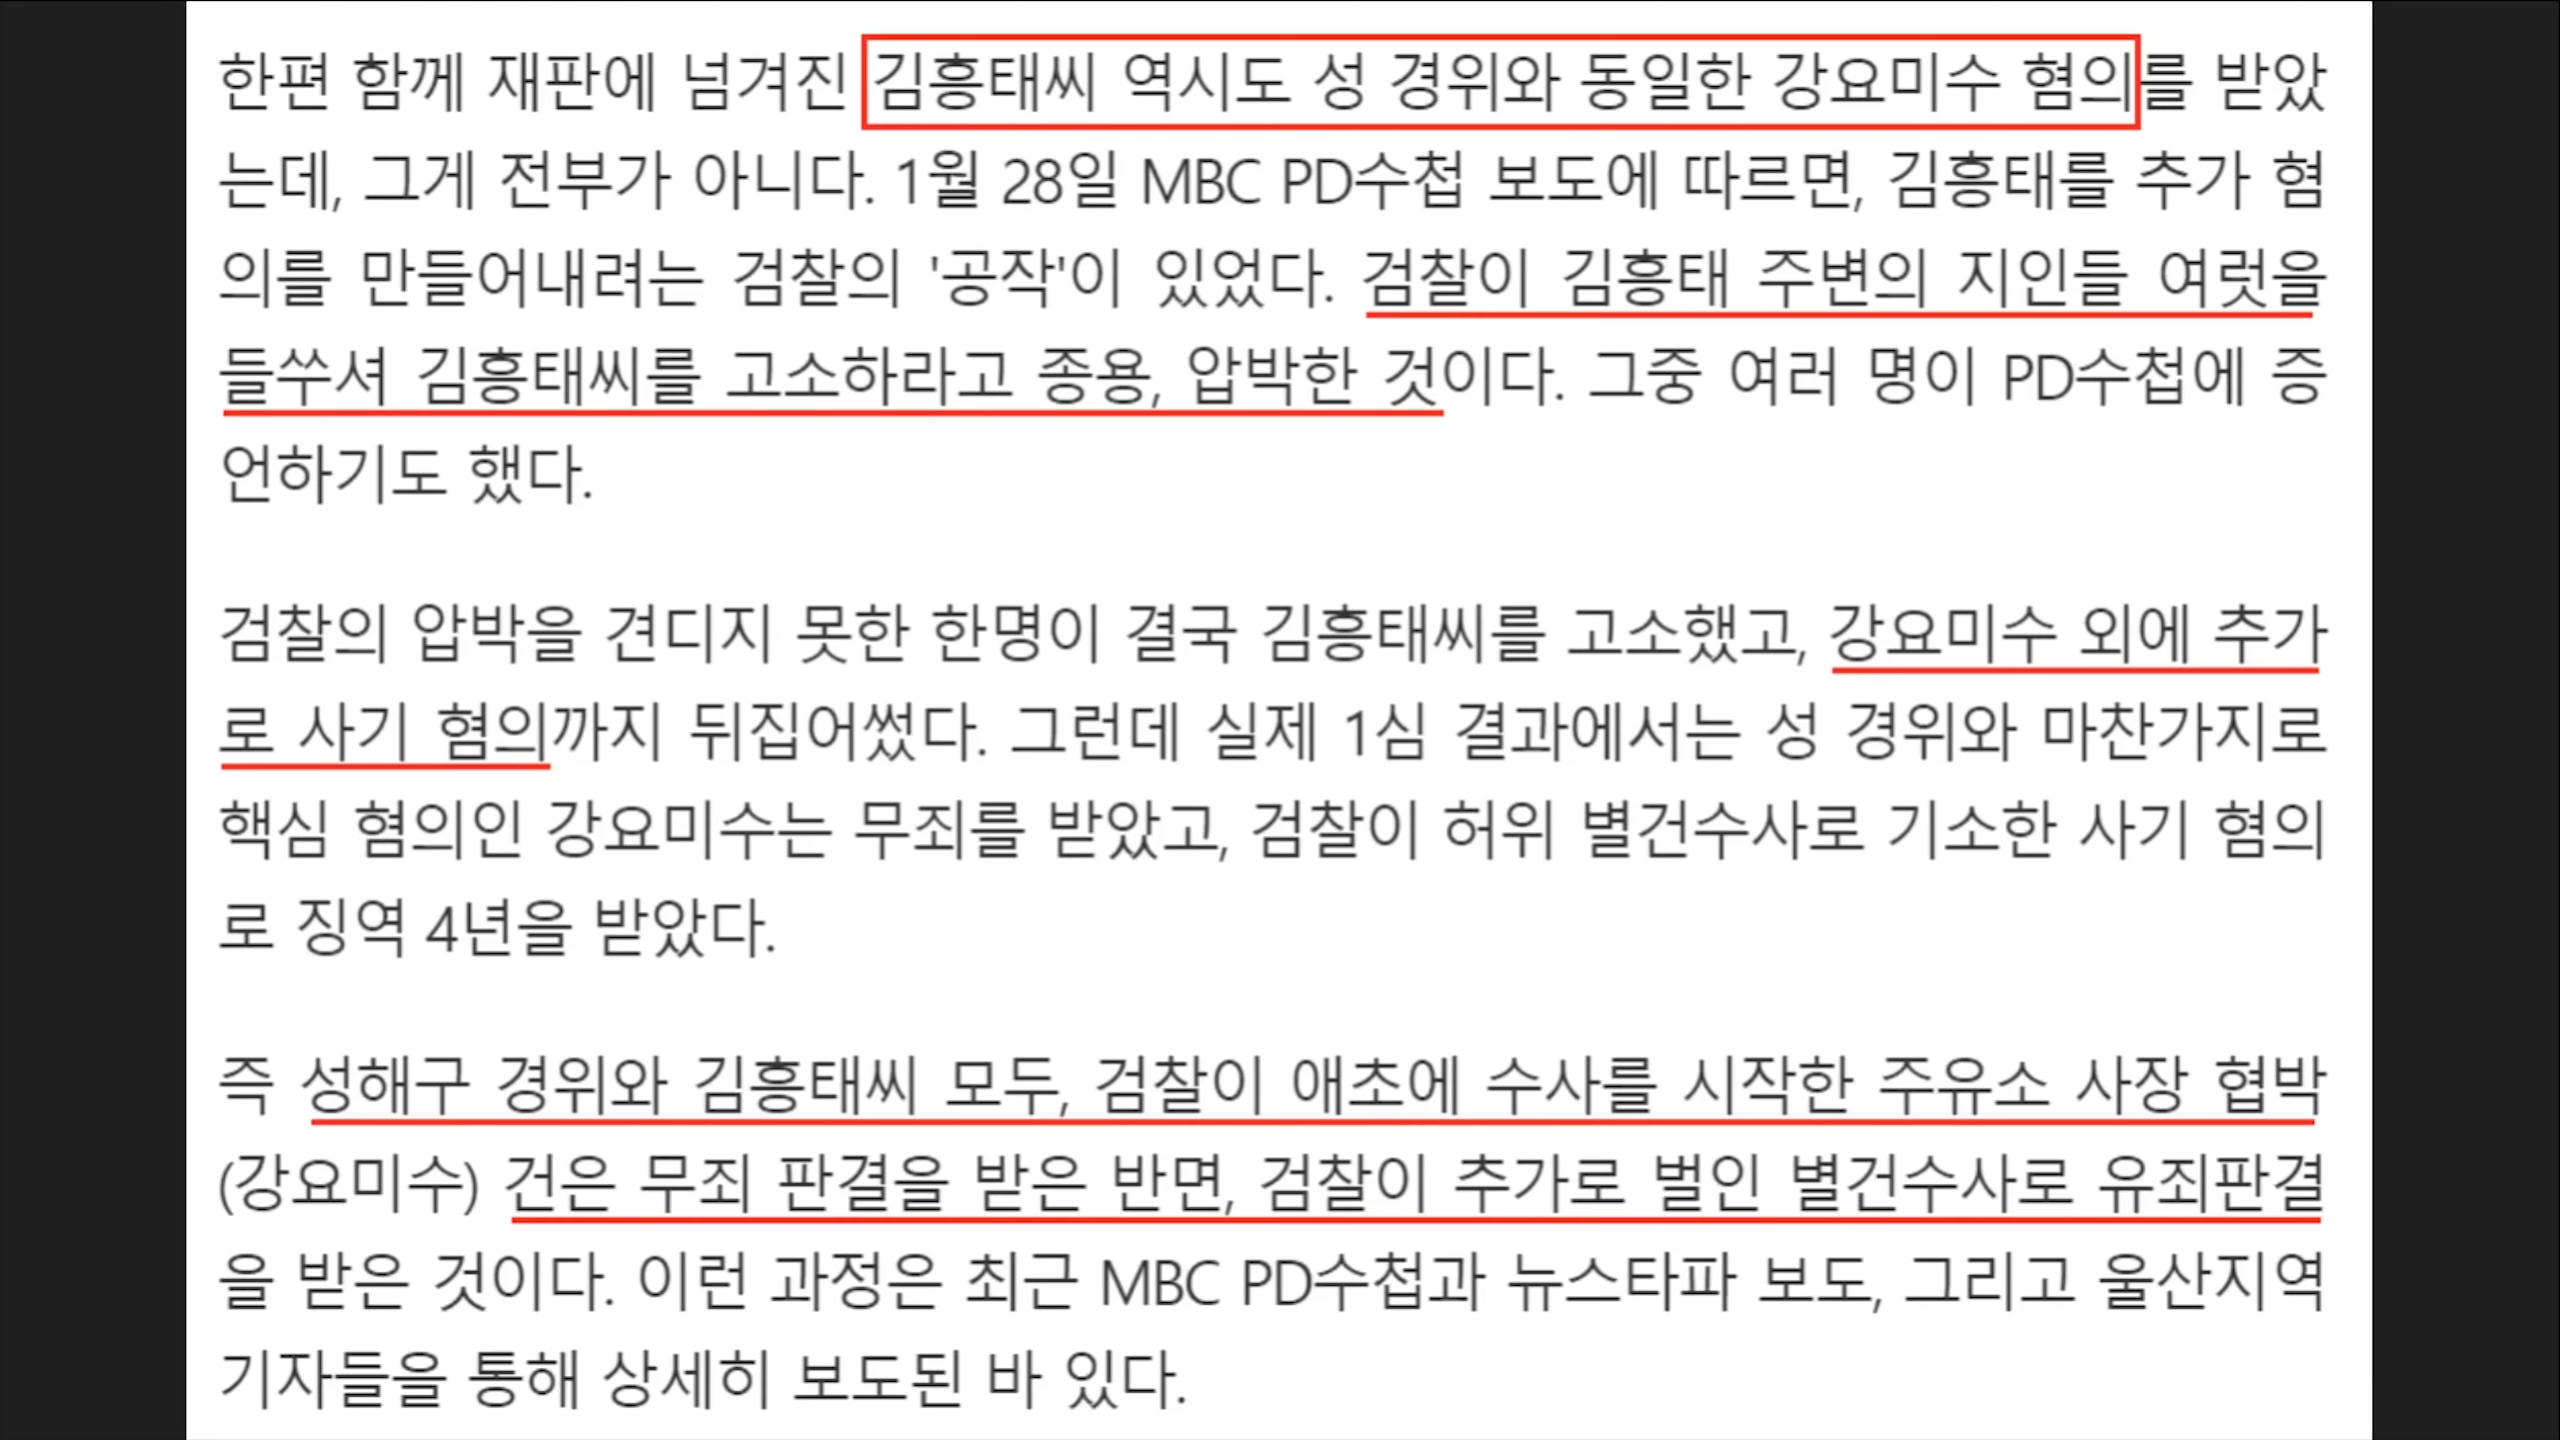 한편 함께 재판에 넘겨진 김흥태씨 역시도 성 경위와 동일한 강요미수 혐의를 받았
는데, 그게 전부가 아니다. 1월 28일 MBC PD수첩 보도에 따르면, 김흥태를 추가 혐
의를 만들어내려는 검찰의 '공작'이 있었다. 검찰이 김흥태 주변의 지인들 여럿을
들쑤셔 김흥태씨를 고소하라고 종용, 압박한 것이다. 그중 여러 명이 PD수첩에 증
언하기도 했다.
검찰의 압박을 견디지 못한 한명이 결국 김흥태씨를 고소했고, 강요미수 외에 추가
로 사기 혐의까지 뒤집어썼다. 그런데 실제 1심 결과에서는 성 경위와 마찬가지로
핵심 혐의인 강요미수는 무죄를 받았고, 검찰이 허위 별건수사로 기소한 사기 혐의
로 징역 4년을 받았다.
즉 성해구 경위와 김흥태씨 모두, 검찰이 애초에 수사를 시작한 주유소 사장 협박
(강요미수) 건은 무죄 판결을 받은 반면, 검찰이 추가로 벌인 별건수사로 유죄판결
을 받은 것이다. 이런 과정은 최근 MBC PD수첩과 뉴스타파 보도, 그리고 울산지역
기자들을 통해 상세히 보도된 바 있다.